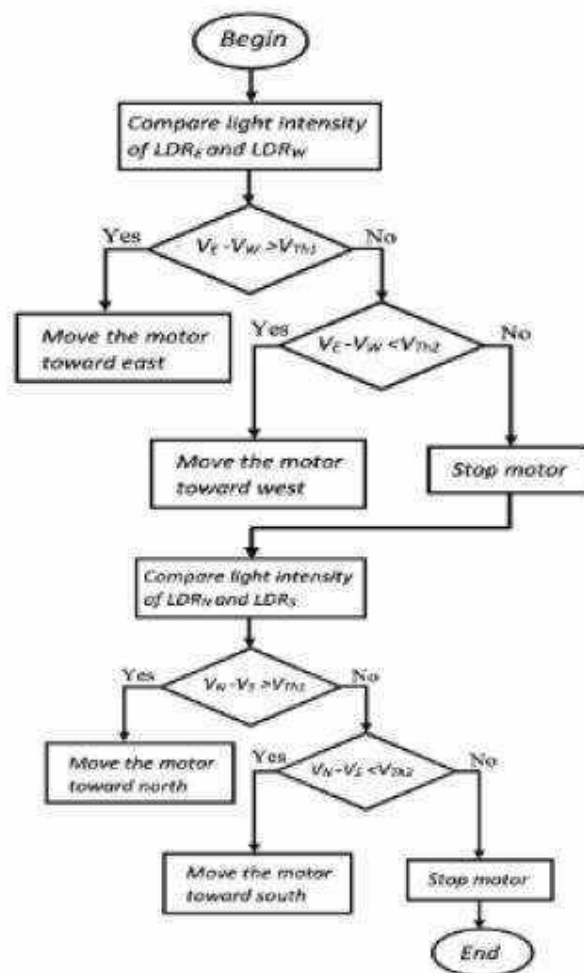 Begin
Compare light intensity
of LDR_E and LDR_W
Yes
V_E - V_W > V_Th1
No
Move the motor
toward east
Yes
V_E - V_W < V_Th2
No
Move the motor
toward west
Stop motor
Compare light intensity
of LDR_N and LDR_S
Yes
V_N - V_S > V_Th1
No
Move the motor
toward north
Yes
V_N - V_S < V_Th2
No
Move the motor
toward south
Stop motor
End